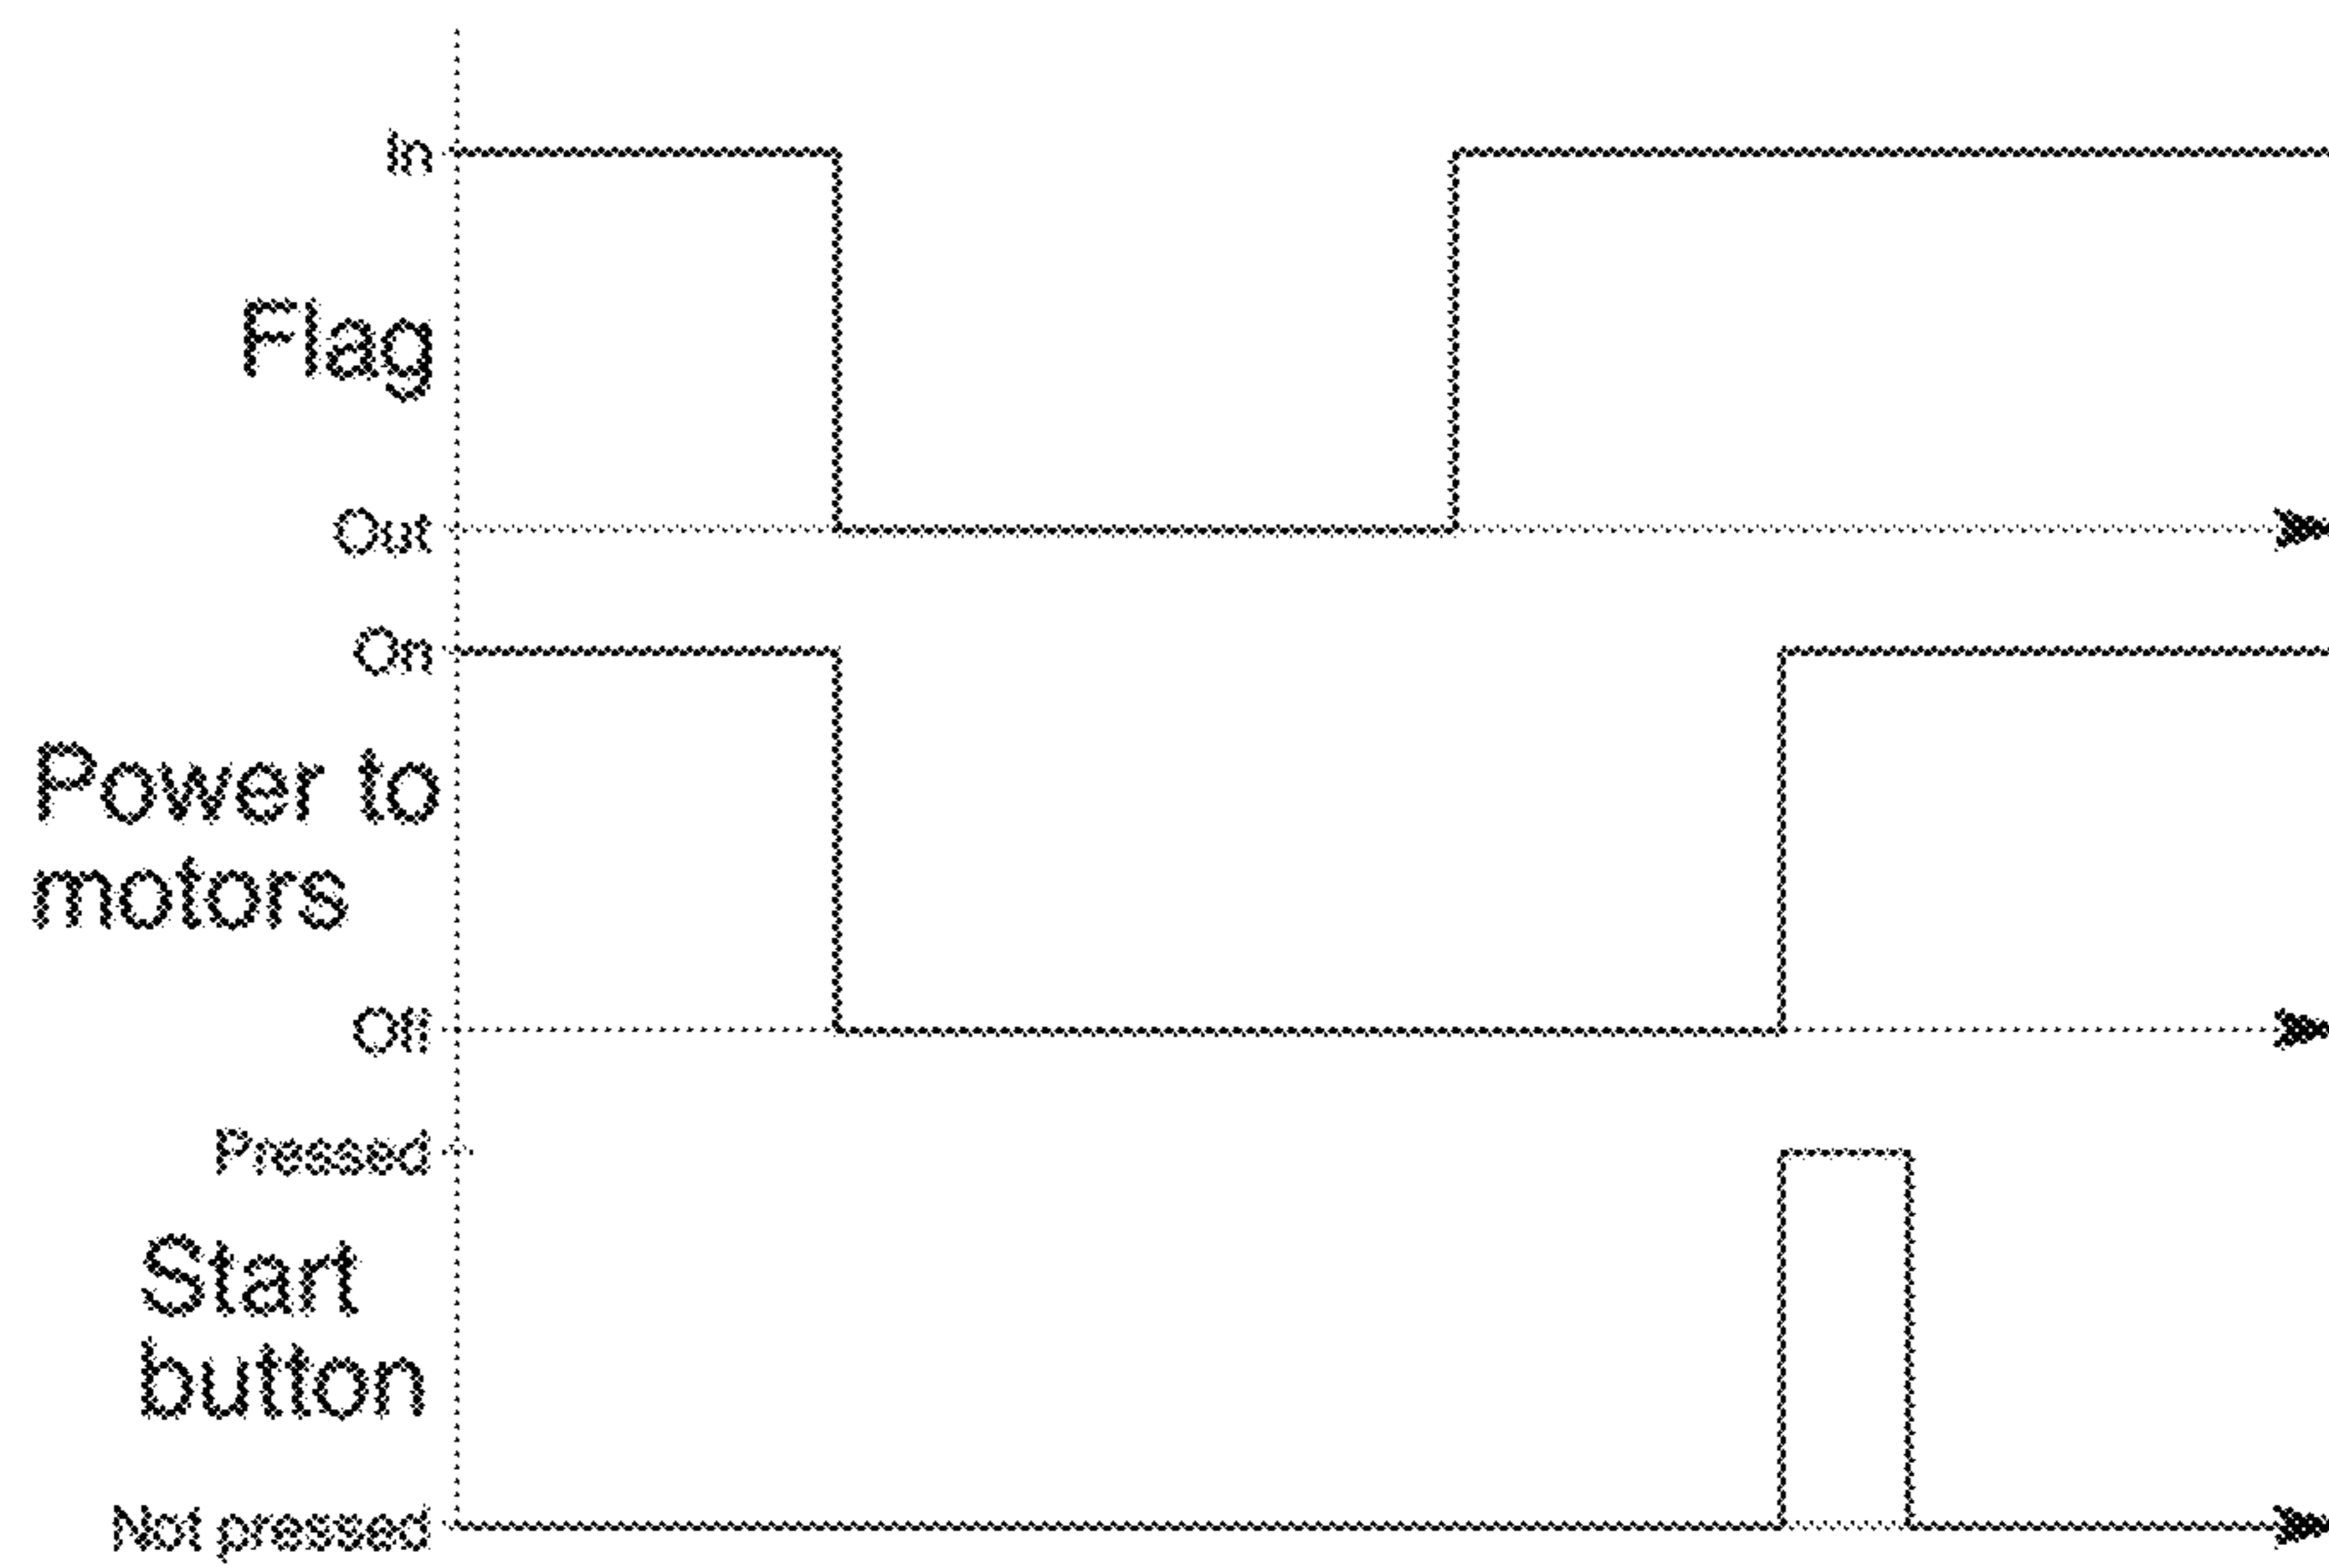 In
Flag
Out
On
Power to
motors
Off
Pressed
Start
button
Not pressed